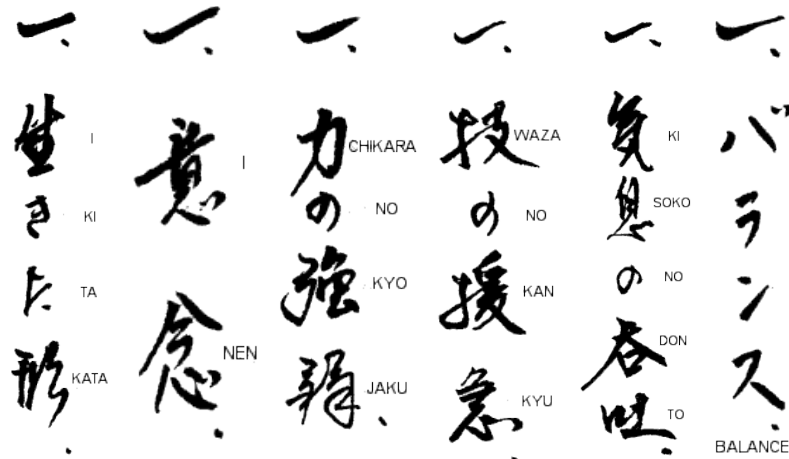 一、バランス。
BALANCE
一、気息の呑吐。
KI SOKO NO DON TO
一、技の援急。
WAZA NO KAN KYU
一、力の強弱。
CHIKARA NO KYO JAKU
一、意念。
I NEN
一、生きた形。
I KI TA KATA